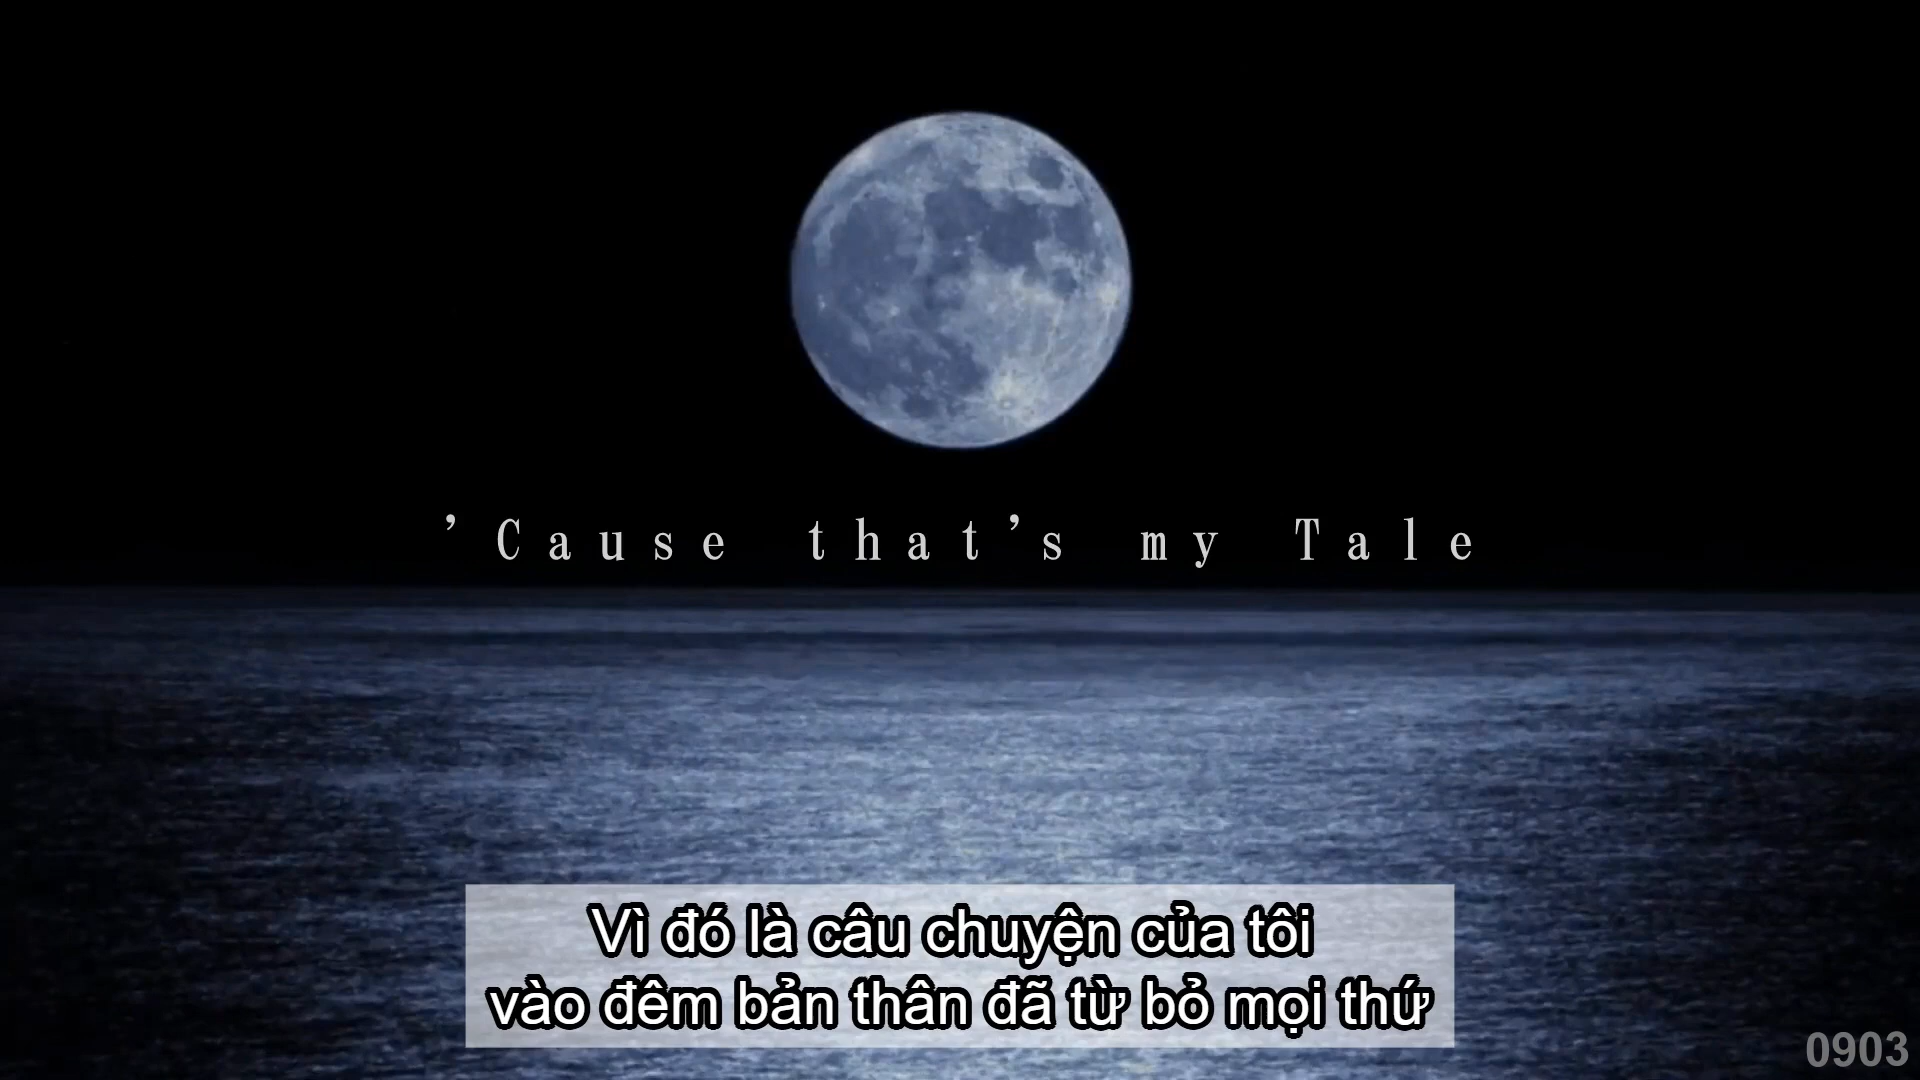 ’Cause that’s my Tale
Vì đó là câu chuyện của tôi
vào đêm bản thân đã từ bỏ mọi thứ
0903